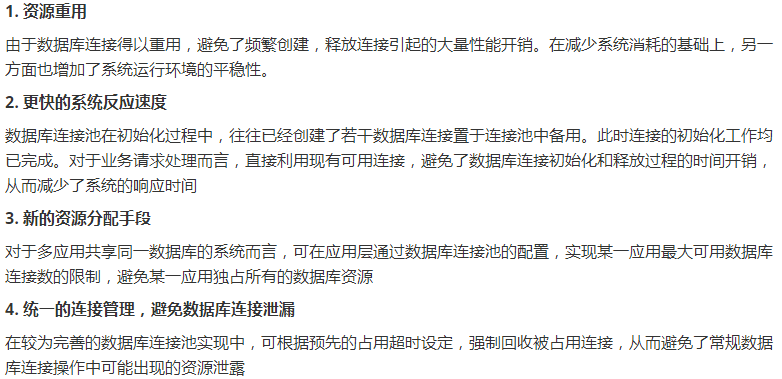 1. 资源重用
由于数据库连接得以重用，避免了频繁创建，释放连接引起的大量性能开销。在减少系统消耗的基础上，另一
方面也增加了系统运行环境的平稳性。
2. 更快的系统反应速度
数据库连接池在初始化过程中，往往已经创建了若干数据库连接置于连接池中备用。此时连接的初始化工作均
已完成。对于业务请求处理而言，直接利用现有可用连接，避免了数据库连接初始化和释放过程的时间开销，
从而减少了系统的响应时间
3. 新的资源分配手段
对于多应用共享同一数据库的系统而言，可在应用层通过数据库连接池的配置，实现某一应用最大可用数据库
连接数的限制，避免某一应用独占所有的数据库资源
4. 统一的连接管理，避免数据库连接泄漏
在较为完善的数据库连接池实现中，可根据预先的占用超时设定，强制回收被占用连接，从而避免了常规数据
库连接操作中可能出现的资源泄露